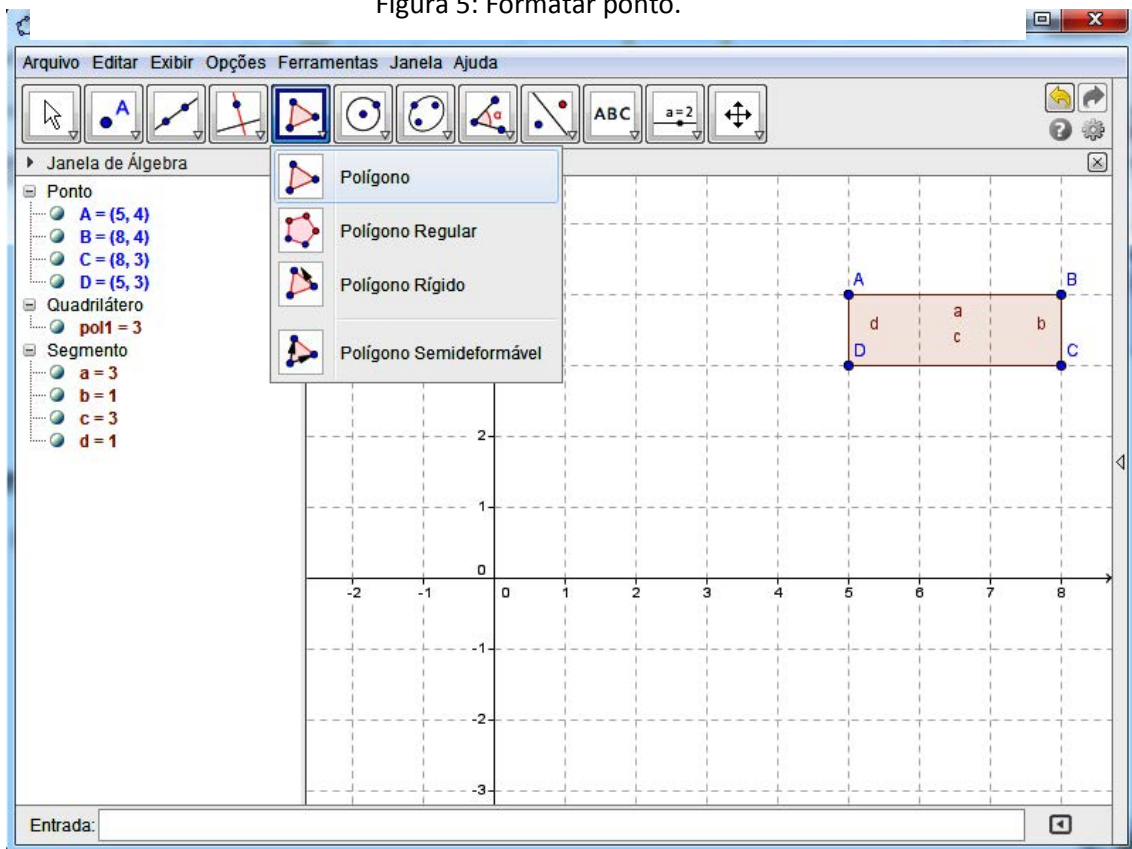 Figura 5: Formatar ponto.
Arquivo Editar Exibir Opções Ferramentas Janela Ajuda
A α ABC a=2
Janela de Álgebra
Ponto
A = (5, 4)
B = (8, 4)
C = (8, 3)
D = (5, 3)
Quadrilátero
pol1 = 3
Segmento
a = 3
b = 1
c = 3
d = 1
Polígono
Polígono Regular
Polígono Rígido
Polígono Semideformável
A B
a
d b
c
D C
2
1
0
-2 -1 0 1 2 3 4 5 6 7 8
-1
-2
-3
Entrada: